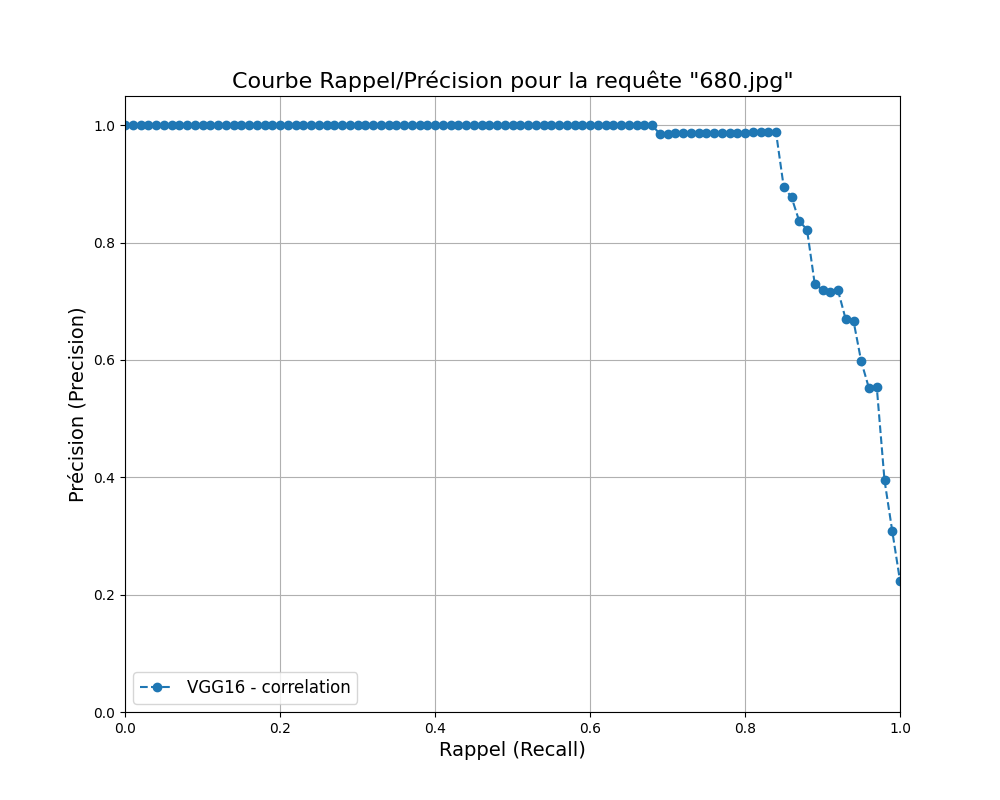 Courbe Rappel/Précision pour la requête "680.jpg"
Précision (Precision)
1.0
0.8
0.6
0.4
0.2
0.0
VGG16 - correlation
0.0 0.2 0.4 0.6 0.8 1.0
Rappel (Recall)